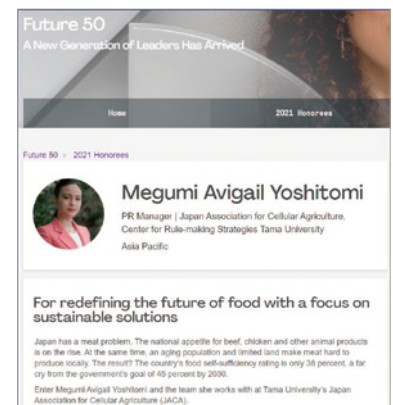 Future 50
A New Generation of Leaders Has Arrived
Home
2021 Honorees
Future 50 > 2021 Honorees
Megumi Avigail Yoshitomi
PR Manager | Japan Association for Cellular Agriculture,
Center for Rule-making Strategies Tama University
Asia Pacific
For redefining the future of food with a focus on
sustainable solutions
Japan has a meat problem. The national appetite for beef, chicken and other animal products
is on the rise. At the same time, an aging population and limited land make meat hard to
produce locally. The result? The country's food self-sufficiency rating is only 38 percent, a far
cry from the government's goal of 45 percent by 2030.
Enter Megumi Avigail Yoshitomi and the team she works with at Tama University's Japan
Association for Cellular Agriculture (JACA).